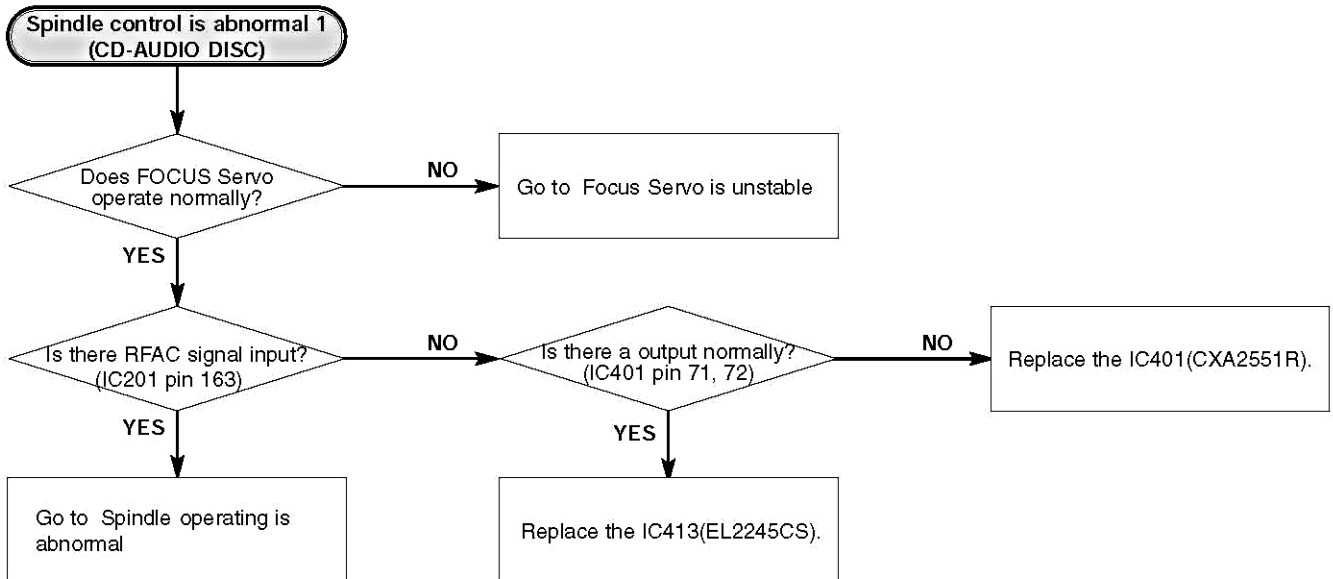 Spindle control is abnormal 1
(CD-AUDIO DISC)
Does FOCUS Servo
operate normally?
NO
Go to Focus Servo is unstable
YES
Is there RFAC signal input?
(IC201 pin 163)
NO
Is there a output normally?
(IC401 pin 71, 72)
NO
Replace the IC401(CXA2551R).
YES
YES
Go to Spindle operating is
abnormal
Replace the IC413(EL2245CS).